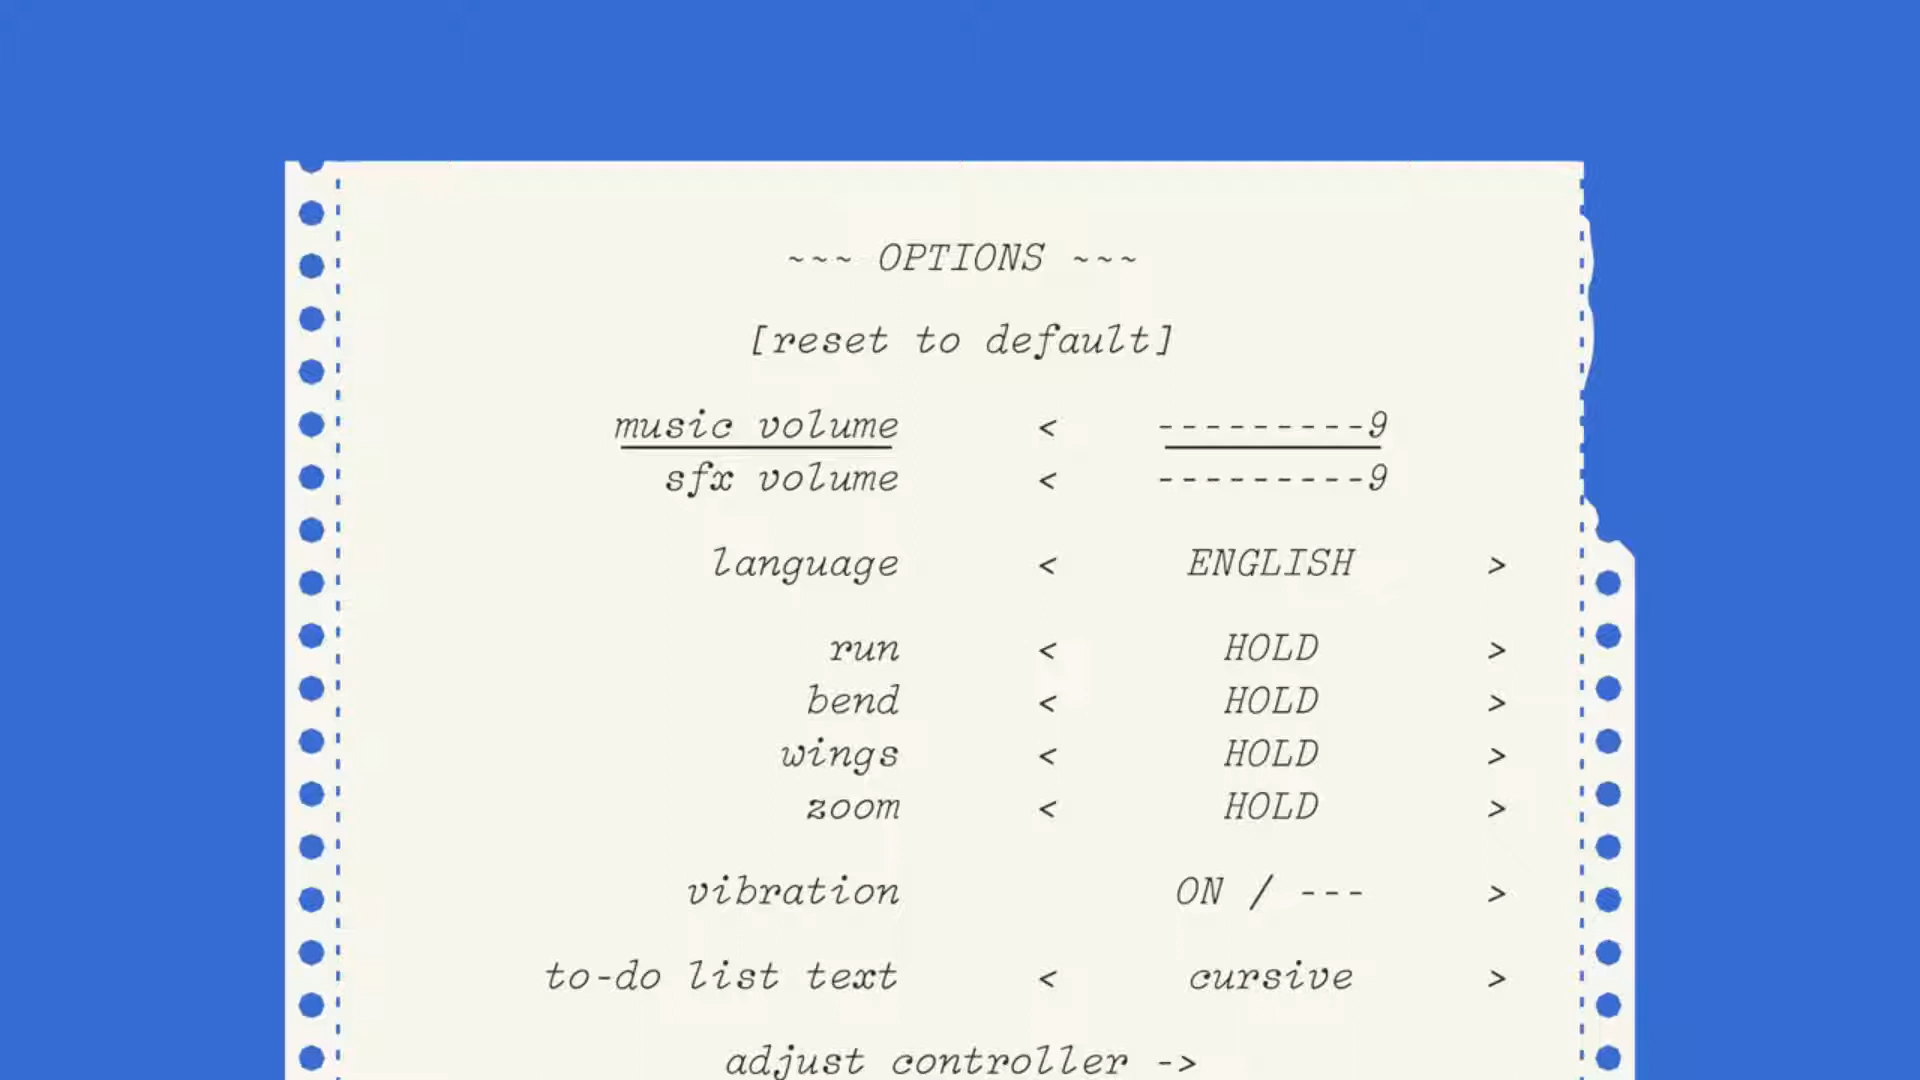 ~~~ OPTIONS ~~~
[reset to default]
music volume < ---------9
sfx volume < ---------9
language < ENGLISH >
run < HOLD >
bend < HOLD >
wings < HOLD >
zoom < HOLD >
vibration ON / --- >
to-do list text < cursive >
adjust controller ->